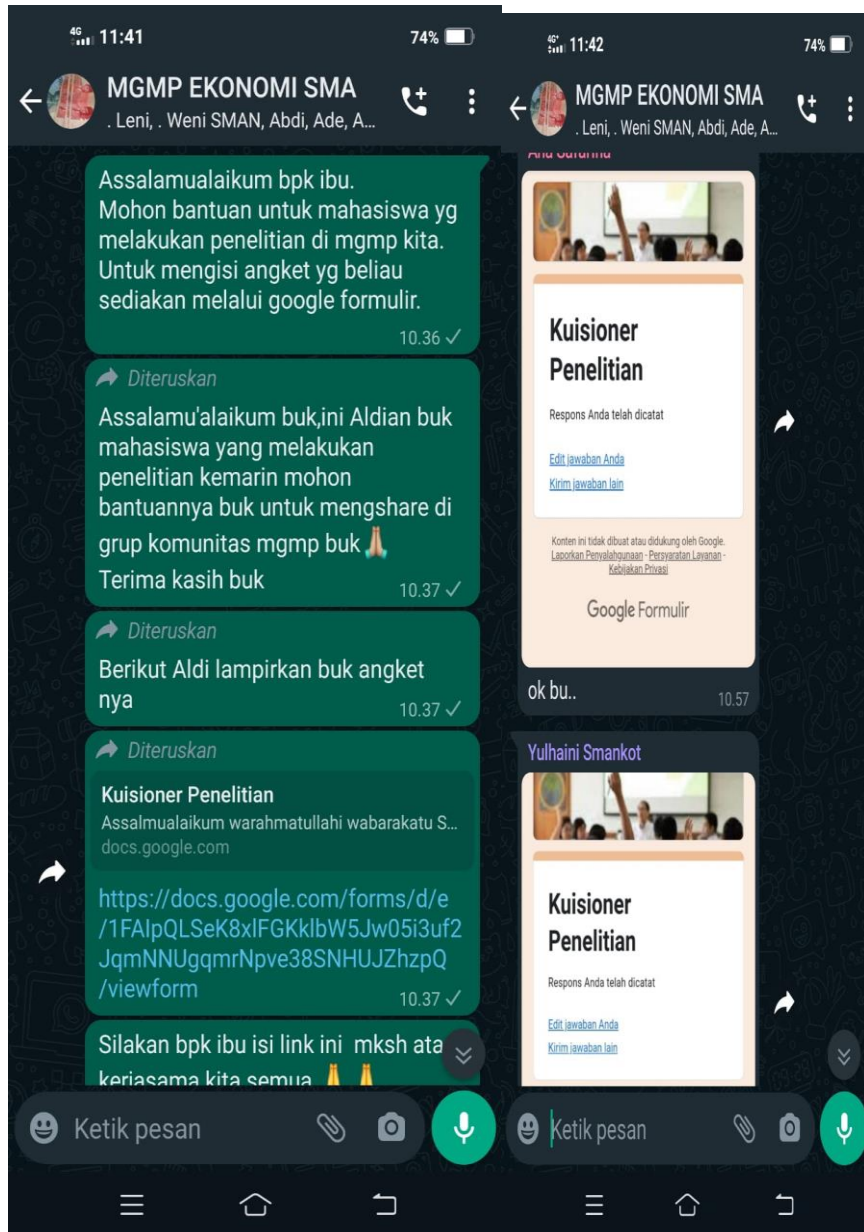 4G 11:41 74%
MGMP EKONOMI SMA
. Leni, . Weni SMAN, Abdi, Ade, A...
Assalamualaikum bpk ibu.
Mohon bantuan untuk mahasiswa yg
melakukan penelitian di mgmp kita.
Untuk mengisi angket yg beliau
sediakan melalui google formulir.
10.36
Diteruskan
Assalamu'alaikum buk,ini Aldian buk
mahasiswa yang melakukan
penelitian kemarin mohon
bantuannya buk untuk mengshare di
grup komunitas mgmp buk🙏
Terima kasih buk
10.37
Diteruskan
Berikut Aldi lampirkan buk angket
nya
10.37
Diteruskan
Kuisioner Penelitian
Assalmualaikum warahmatullahi wabarakatu S...
docs.google.com
https://docs.google.com/forms/d/e
/1FAIpQLSeK8xlFGKklbW5Jw05i3uf2
JqmNNUgqmrNpve38SNHUJZhzpQ
/viewform
10.37
Silakan bpk ibu isi link ini mksh ata
kerjasama kita semua 🙏 🙏
Ketik pesan
4G+ 11:42 74%
MGMP EKONOMI SMA
. Leni, . Weni SMAN, Abdi, Ade, A...
Kuisioner
Penelitian
Respons Anda telah dicatat
Edit jawaban Anda
Kirim jawaban lain
Konten ini tidak dibuat atau didukung oleh Google.
Laporkan Penyalahgunaan - Persyaratan Layanan -
Kebijakan Privasi
Google Formulir
ok bu..
10.57
Yulhaini Smankot
Kuisioner
Penelitian
Respons Anda telah dicatat
Edit jawaban Anda
Kirim jawaban lain
Ketik pesan